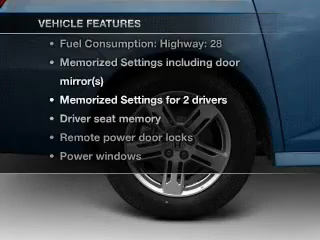 VEHICLE FEATURES
• Fuel Consumption: Highway: 28
• Memorized Settings including door
mirror(s)
• Memorized Settings for 2 drivers
• Driver seat memory
• Remote power door locks
• Power windows